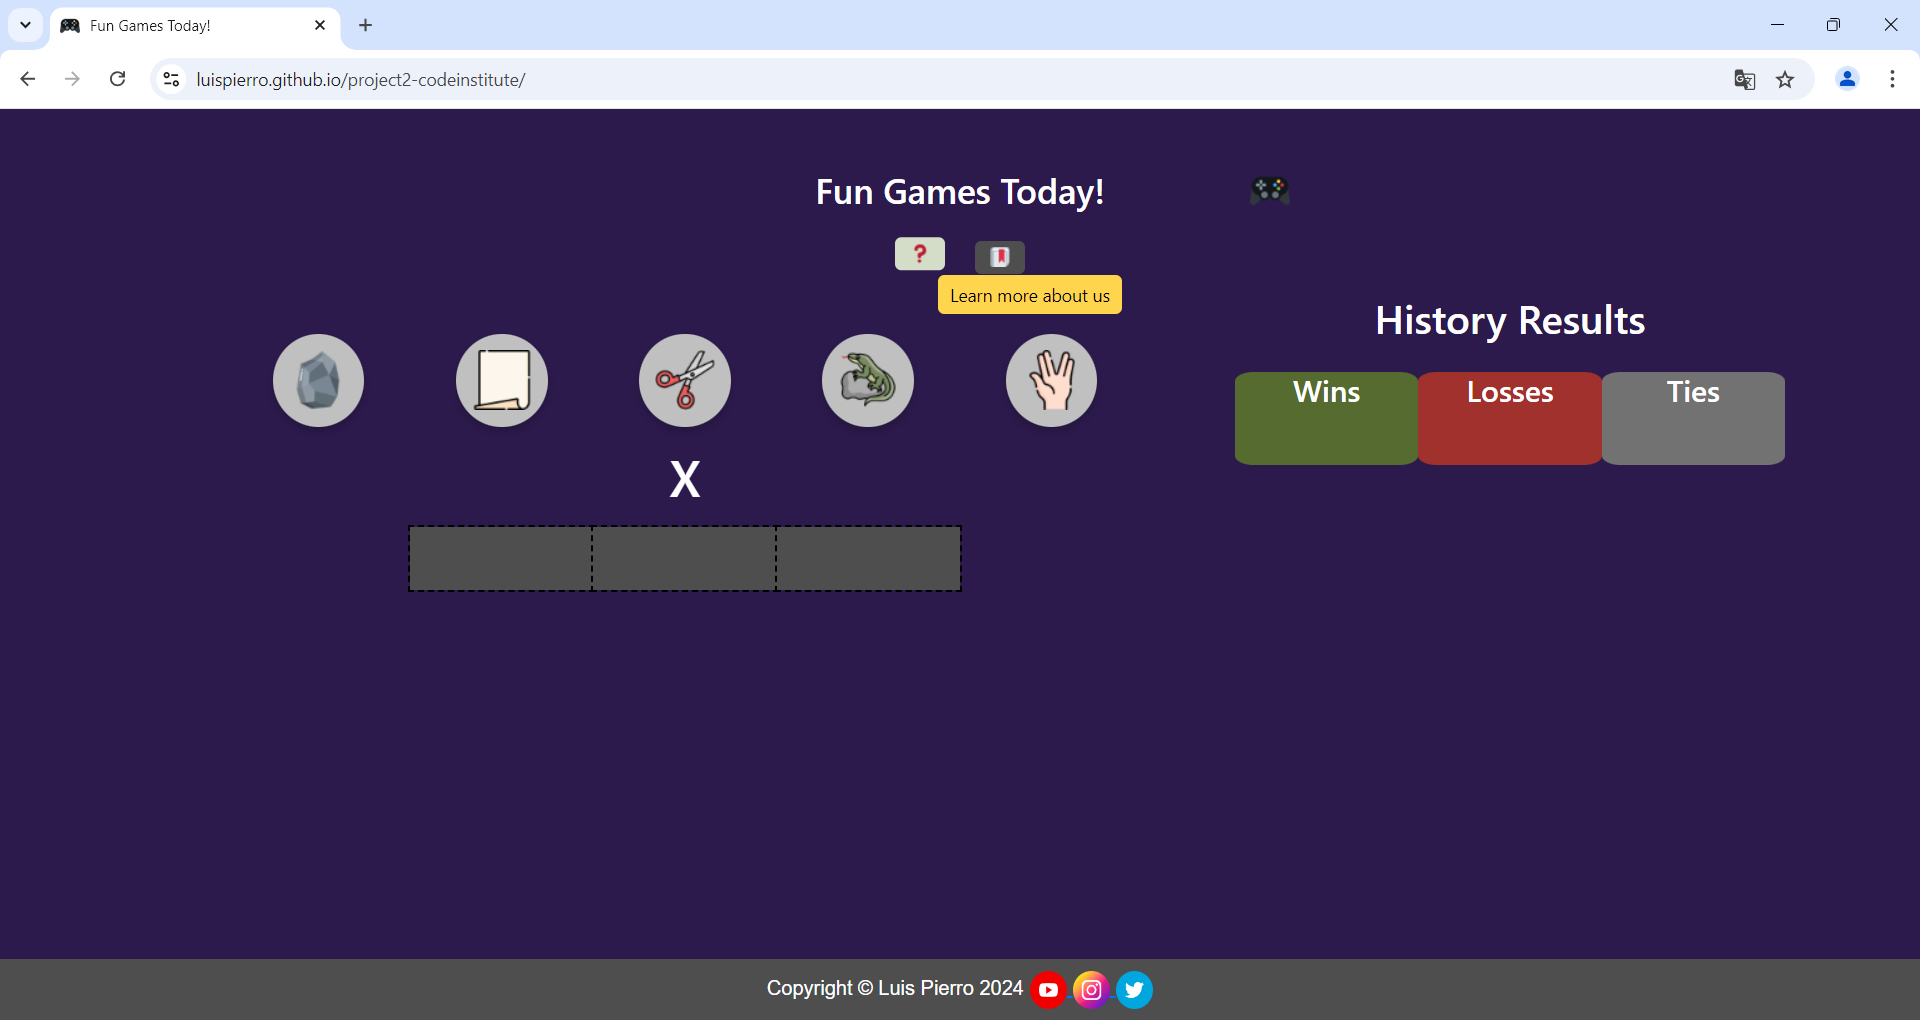 Fun Games Today!
luispierro.github.io/project2-codeinstitute/
Fun Games Today!
?
Learn more about us
History Results
Wins Losses Ties
X
Copyright © Luis Pierro 2024